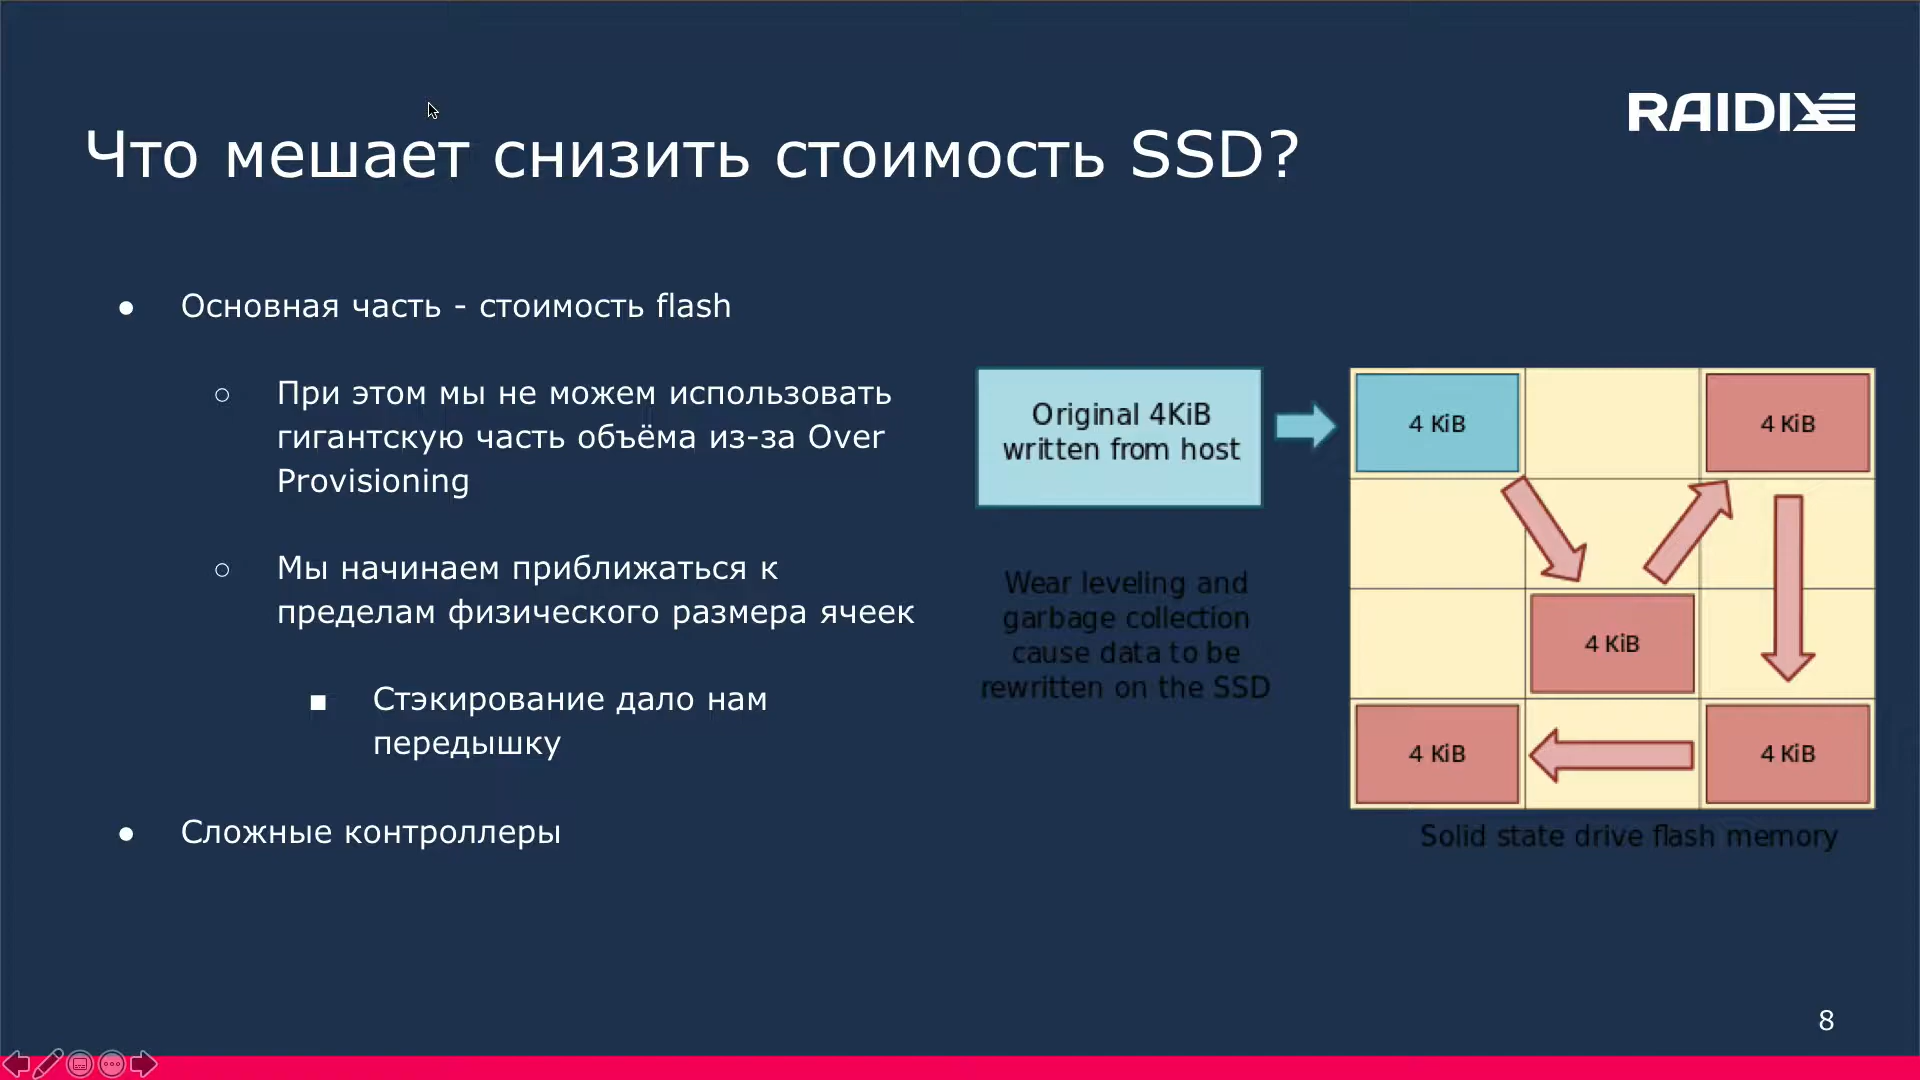 RAIDIX
Что мешает снизить стоимость SSD?
● Основная часть - стоимость flash
○ При этом мы не можем использовать
гигантскую часть объёма из-за Over
Provisioning
○ Мы начинаем приближаться к
пределам физического размера ячеек
■ Стэкирование дало нам
передышку
● Сложные контроллеры
Original 4KiB
written from host
Wear leveling and
garbage collection
cause data to be
rewritten on the SSD
4 KiB
4 KiB
4 KiB
4 KiB
4 KiB
Solid state drive flash memory
8